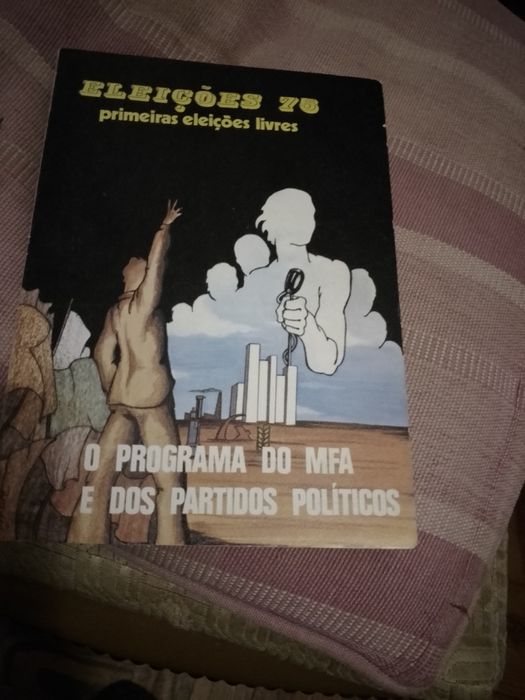 ELEIÇÕES 75
primeiras eleições livres
O PROGRAMA DO MFA
E DOS PARTIDOS POLÍTICOS